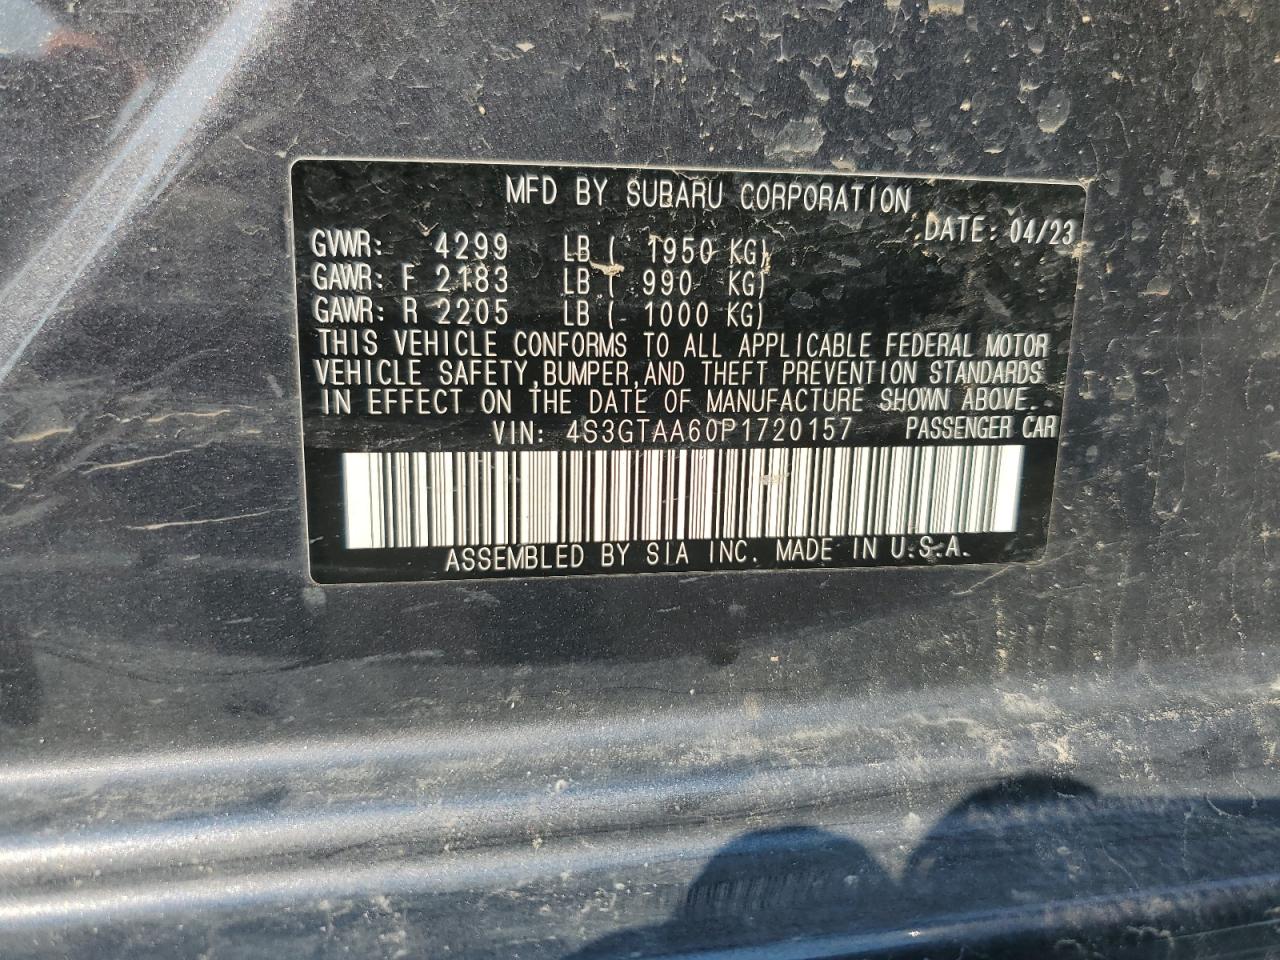 MFD BY SUBARU CORPORATION
DATE: 04/23
GVWR: 4299 LB ( 1950 KG)
GAWR: F 2183 LB ( 990 KG)
GAWR: R 2205 LB ( 1000 KG)
THIS VEHICLE CONFORMS TO ALL APPLICABLE FEDERAL MOTOR
VEHICLE SAFETY,BUMPER,AND THEFT PREVENTION STANDARDS
IN EFFECT ON THE DATE OF MANUFACTURE SHOWN ABOVE.
VIN: 4S3GTAA60P1720157 PASSENGER CAR
ASSEMBLED BY SIA INC. MADE IN U.S.A.